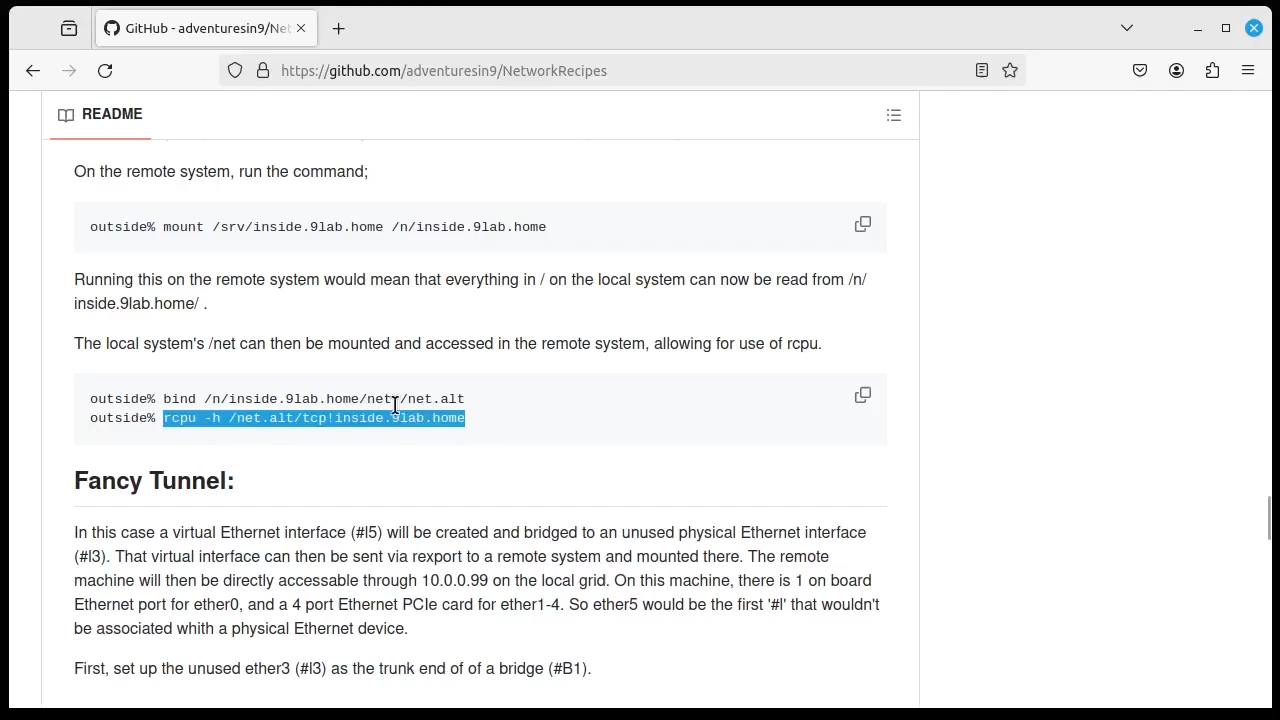 GitHub - adventuresin9/Net
https://github.com/adventuresin9/NetworkRecipes
README
On the remote system, run the command;
outside% mount /srv/inside.9lab.home /n/inside.9lab.home
Running this on the remote system would mean that everything in / on the local system can now be read from /n/
inside.9lab.home/ .
The local system's /net can then be mounted and accessed in the remote system, allowing for use of rcpu.
outside% bind /n/inside.9lab.home/net /net.alt
outside% rcpu -h /net.alt/tcp!inside.9lab.home
Fancy Tunnel:
In this case a virtual Ethernet interface (#l5) will be created and bridged to an unused physical Ethernet interface
(#l3). That virtual interface can then be sent via rexport to a remote system and mounted there. The remote
machine will then be directly accessable through 10.0.0.99 on the local grid. On this machine, there is 1 on board
Ethernet port for ether0, and a 4 port Ethernet PCIe card for ether1-4. So ether5 would be the first '#l' that wouldn't
be associated whith a physical Ethernet device.
First, set up the unused ether3 (#l3) as the trunk end of of a bridge (#B1).